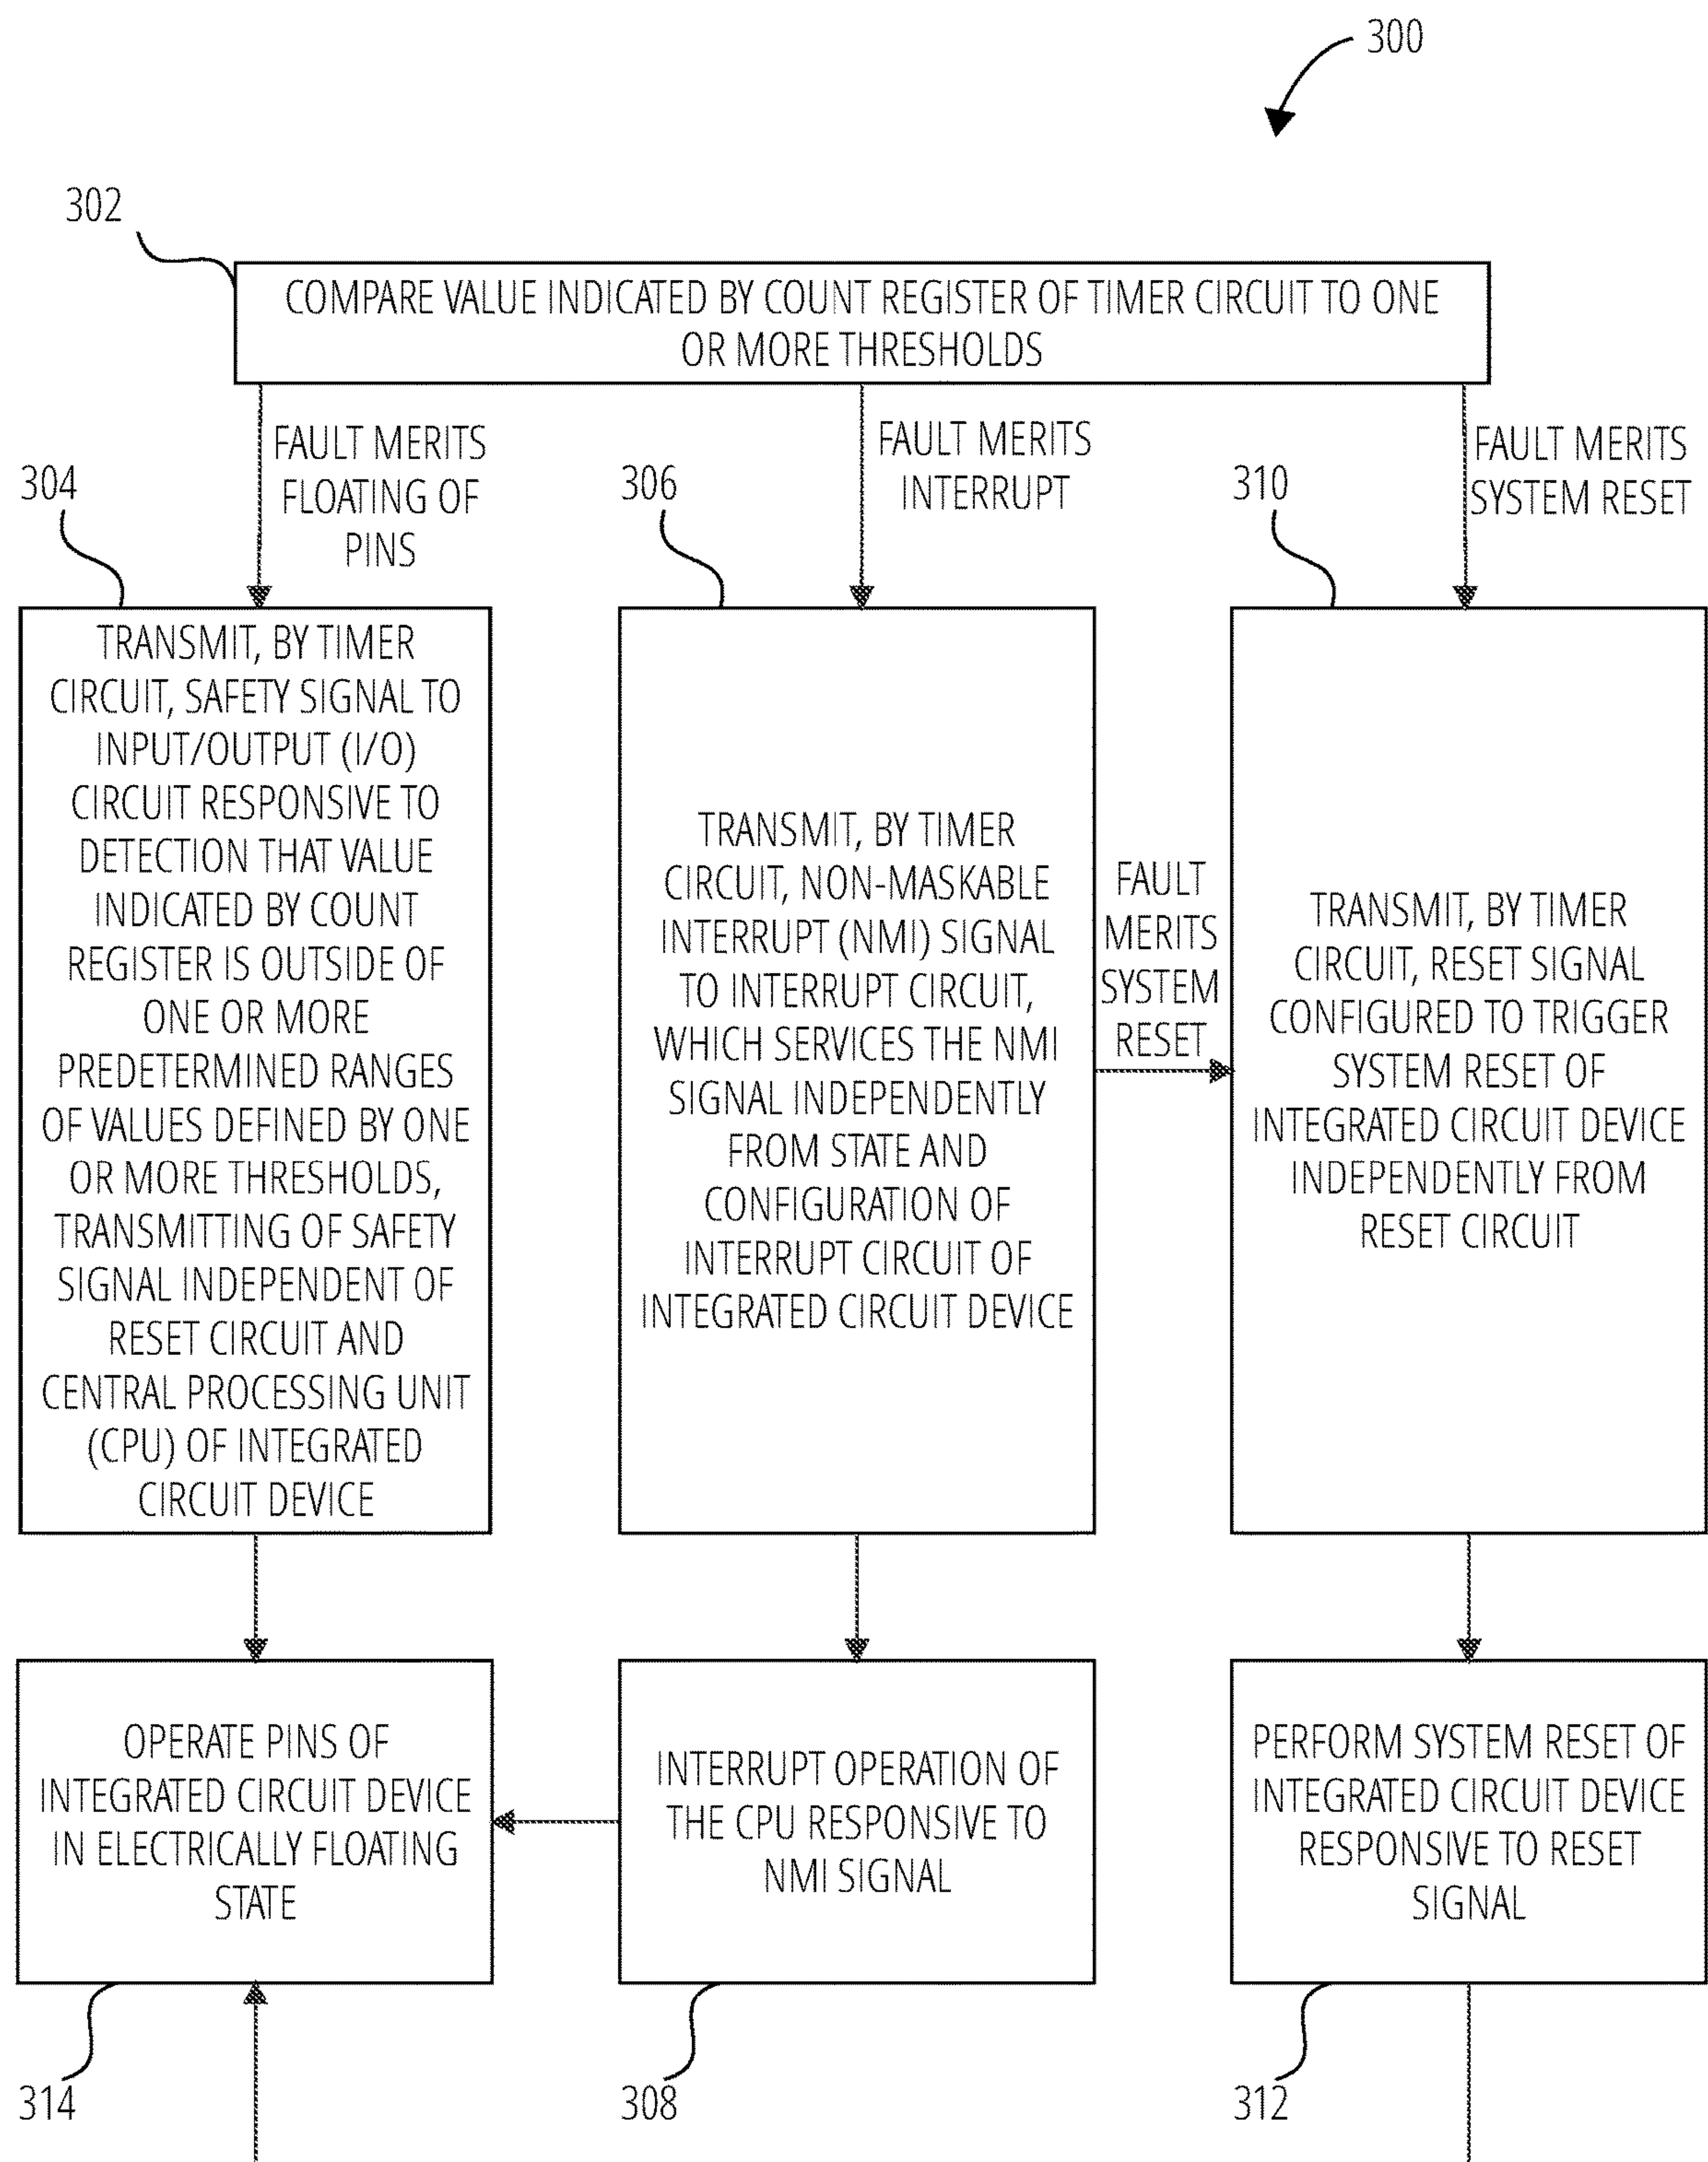 300
302
COMPARE VALUE INDICATED BY COUNT REGISTER OF TIMER CIRCUIT TO ONE
OR MORE THRESHOLDS
FAULT MERITS
FLOATING OF
PINS
FAULT MERITS
INTERRUPT
FAULT MERITS
SYSTEM RESET
304
306
310
TRANSMIT, BY TIMER
CIRCUIT, SAFETY SIGNAL TO
INPUT/OUTPUT (I/O)
CIRCUIT RESPONSIVE TO
DETECTION THAT VALUE
INDICATED BY COUNT
REGISTER IS OUTSIDE OF
ONE OR MORE
PREDETERMINED RANGES
OF VALUES DEFINED BY ONE
OR MORE THRESHOLDS,
TRANSMITTING OF SAFETY
SIGNAL INDEPENDENT OF
RESET CIRCUIT AND
CENTRAL PROCESSING UNIT
(CPU) OF INTEGRATED
CIRCUIT DEVICE
TRANSMIT, BY TIMER
CIRCUIT, NON-MASKABLE
INTERRUPT (NMI) SIGNAL
TO INTERRUPT CIRCUIT,
WHICH SERVICES THE NMI
SIGNAL INDEPENDENTLY
FROM STATE AND
CONFIGURATION OF
INTERRUPT CIRCUIT OF
INTEGRATED CIRCUIT DEVICE
FAULT
MERITS
SYSTEM
RESET
TRANSMIT, BY TIMER
CIRCUIT, RESET SIGNAL
CONFIGURED TO TRIGGER
SYSTEM RESET OF
INTEGRATED CIRCUIT DEVICE
INDEPENDENTLY FROM
RESET CIRCUIT
OPERATE PINS OF
INTEGRATED CIRCUIT DEVICE
IN ELECTRICALLY FLOATING
STATE
INTERRUPT OPERATION OF
THE CPU RESPONSIVE TO
NMI SIGNAL
PERFORM SYSTEM RESET OF
INTEGRATED CIRCUIT DEVICE
RESPONSIVE TO RESET
SIGNAL
314
308
312